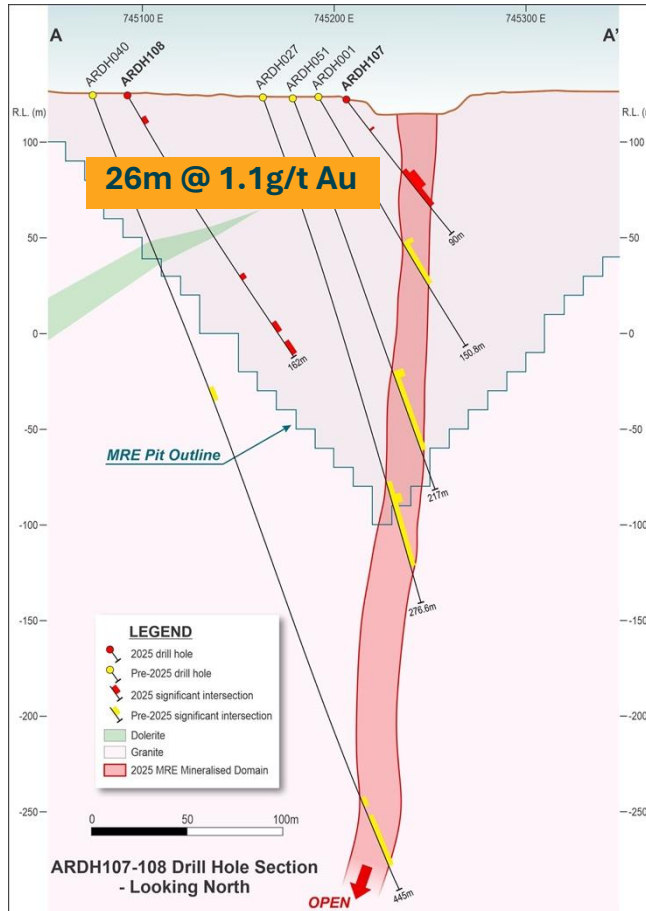 745100 E 745200 E 745300 E
A A'
ARDH040
ARDH108
ARDH027
ARDH051
ARDH001
ARDH107
R.L. (m) R.L. (m)
100 100
26m @ 1.1g/t Au
50 50
90m
0 0
150.8m
162m
-50 -50
MRE Pit Outline
217m
-100 -100
276.6m
-150 -150
LEGEND
2025 drill hole
Pre-2025 drill hole
2025 significant intersection
Pre-2025 significant intersection
Dolerite
Granite
2025 MRE Mineralised Domain
-200 -200
-250 -250
0 50 100m
ARDH107-108 Drill Hole Section
- Looking North
445m
OPEN